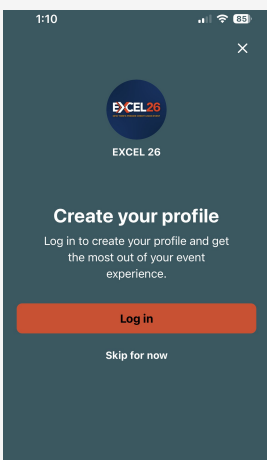 1:10
85
EXCEL26
EXCEL 26
Create your profile
Log in to create your profile and get
the most out of your event
experience.
Log in
Skip for now